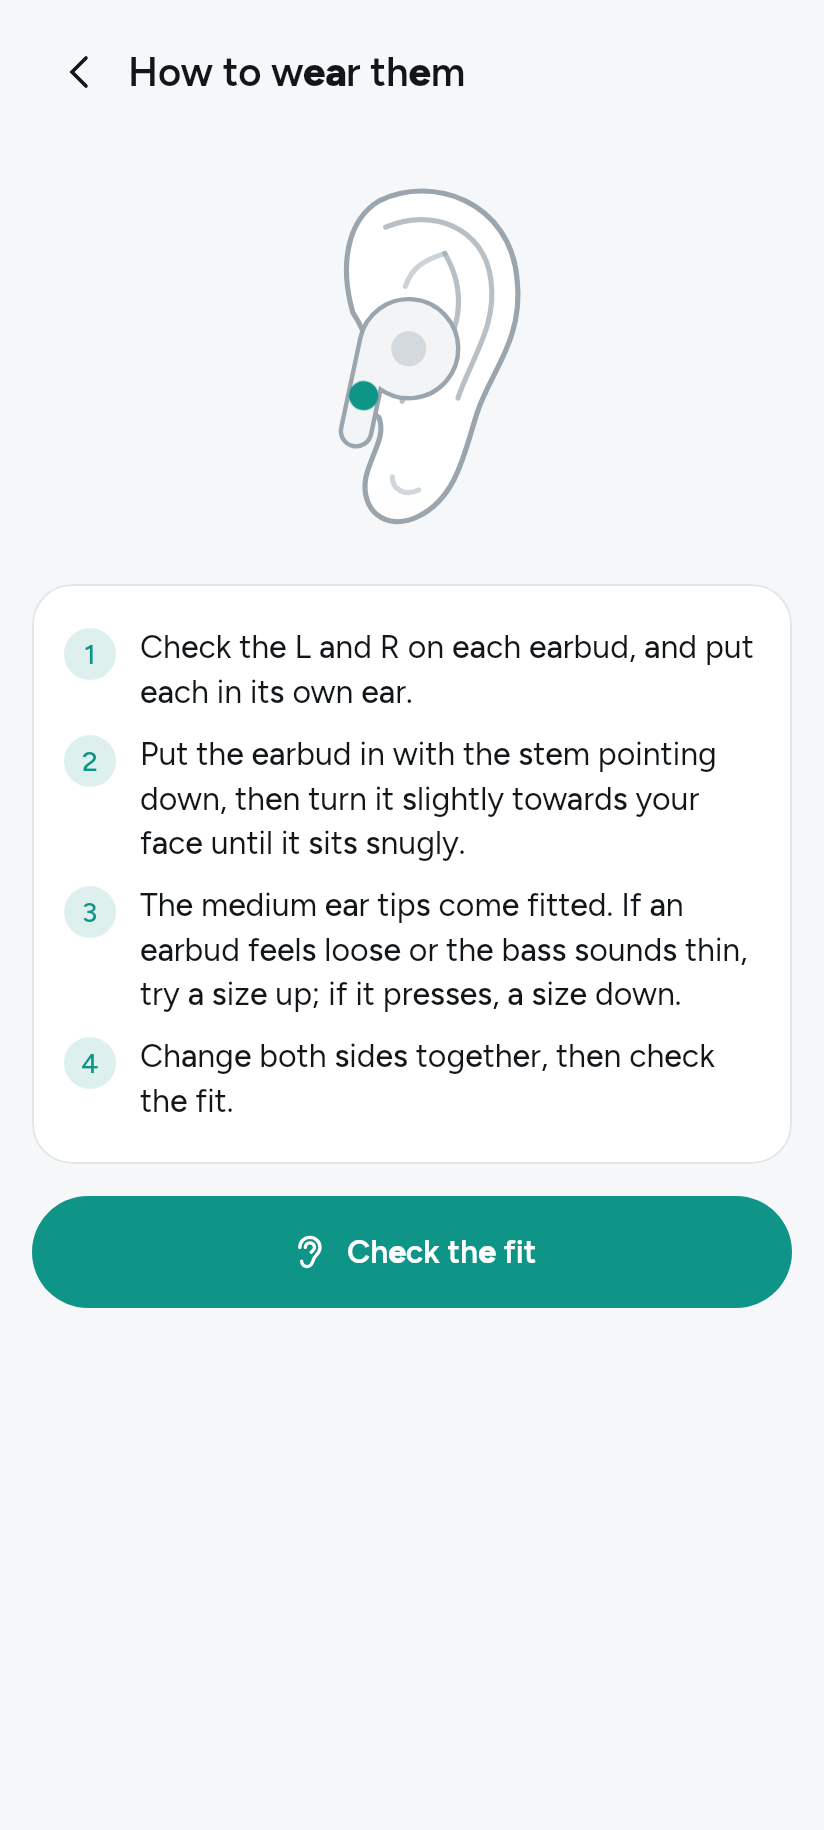 How to wear them
1 Check the L and R on each earbud, and put
each in its own ear.
2 Put the earbud in with the stem pointing
down, then turn it slightly towards your
face until it sits snugly.
3 The medium ear tips come fitted. If an
earbud feels loose or the bass sounds thin,
try a size up; if it presses, a size down.
4 Change both sides together, then check
the fit.
Check the fit